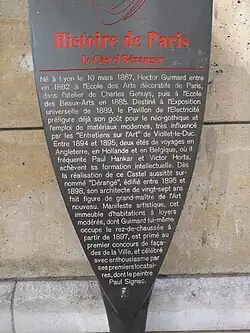 Histoire de Paris
Le Castel Béranger
Né à Lyon le 10 mars 1867, Hector Guimard entre
en 1882 à l'Ecole des Arts décoratifs de Paris,
dans l'atelier de Charles Genuys, puis à l'Ecole
des Beaux-Arts en 1885. Destiné à l'Exposition
universelle de 1889, le Pavillon de l'Electricité
préfigure déjà son goût pour le néo-gothique et
l'emploi de matériaux modernes, très influencé
par les "Entretiens sur l'Art" de Viollet-le-Duc.
Entre 1894 et 1895, deux étés de voyages en
Angleterre, en Hollande et en Belgique, où il
fréquente Paul Hankar et Victor Horta,
achèvent sa formation intellectuelle. Dès
la réalisation de ce Castel aussitôt sur-
nommé "Dérangé", édifié entre 1895 et
1898, son architecte de vingt-sept ans
fait figure de grand-maître de l'Art
nouveau. Manifeste artistique, cet
immeuble d'habitations à loyers
modérés, dont Guimard lui-même
occupe le rez-de-chaussée à
partir de 1897, est primé au
premier concours de faça-
des de la Ville, et célébré
avec enthousiasme par
ses premiers locatai-
res, dont le peintre
Paul Signac.